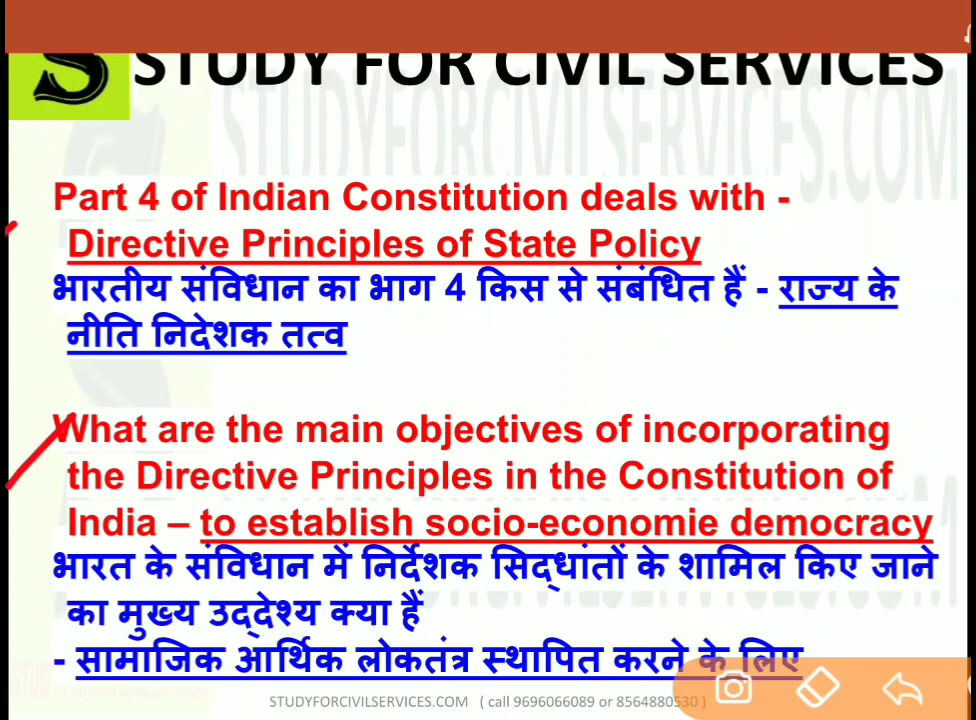 STUDY FOR CIVIL SERVICES
Part 4 of Indian Constitution deals with -
Directive Principles of State Policy
भारतीय संविधान का भाग 4 किस से संबंधित हैं - राज्य के
नीति निदेशक तत्व
What are the main objectives of incorporating
the Directive Principles in the Constitution of
India – to establish socio-economie democracy
भारत के संविधान में निर्देशक सिद्धांतों के शामिल किए जाने
का मुख्य उद्देश्य क्या हैं
- सामाजिक आर्थिक लोकतंत्र स्थापित करने के लिए
STUDYFORCIVILSERVICES.COM ( call 9696066089 or 8564880530 )